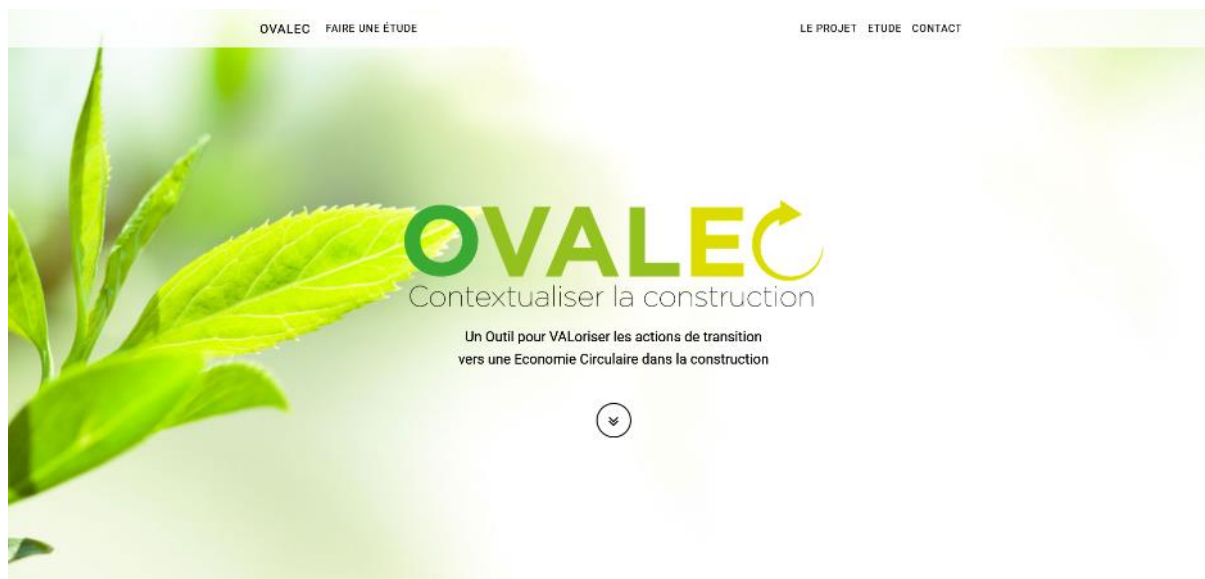 OVALEC FAIRE UNE ÉTUDE LE PROJET ETUDE CONTACT
OVALEC
Contextualiser la construction
Un Outil pour VALoriser les actions de transition
vers une Economie Circulaire dans la construction